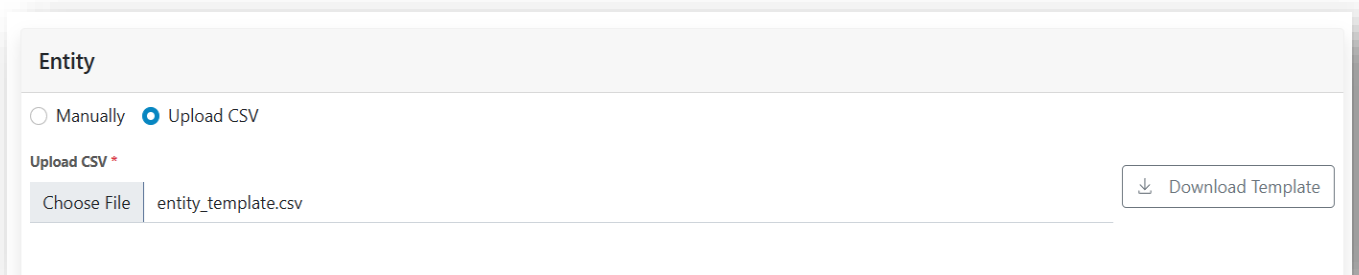 Entity
Manually Upload CSV
Upload CSV *
Download Template
Choose File entity_template.csv